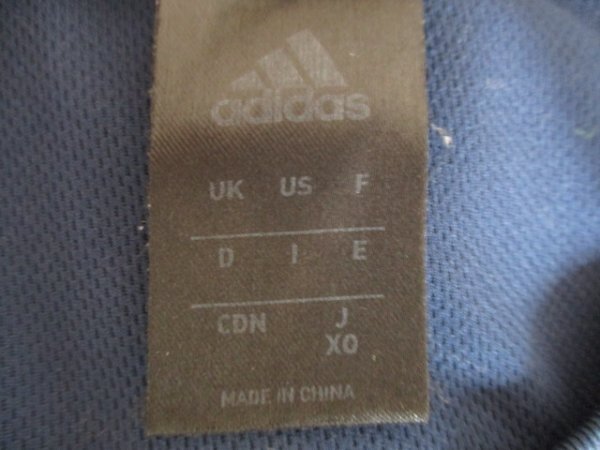 adidas
UK US F
D I E
CDN J
XO
MADE IN CHINA